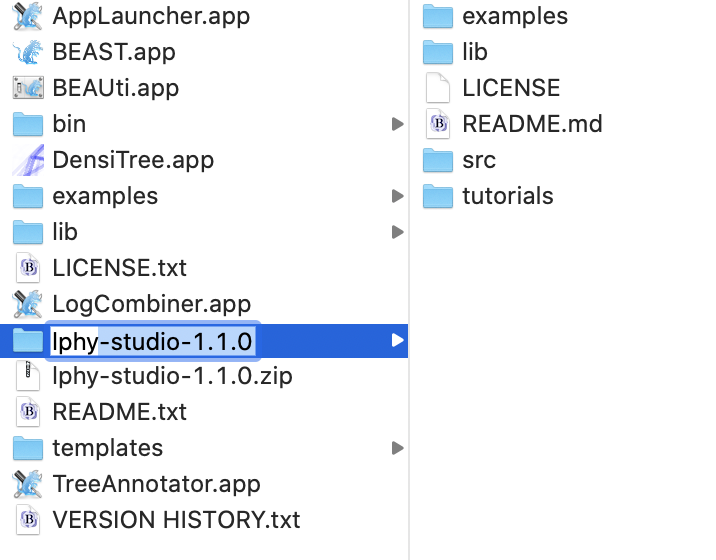 AppLauncher.app
BEAST.app
BEAUti.app
bin
DensiTree.app
examples
lib
LICENSE.txt
LogCombiner.app
lphy-studio-1.1.0
lphy-studio-1.1.0.zip
README.txt
templates
TreeAnnotator.app
VERSION HISTORY.txt
examples
lib
LICENSE
README.md
src
tutorials